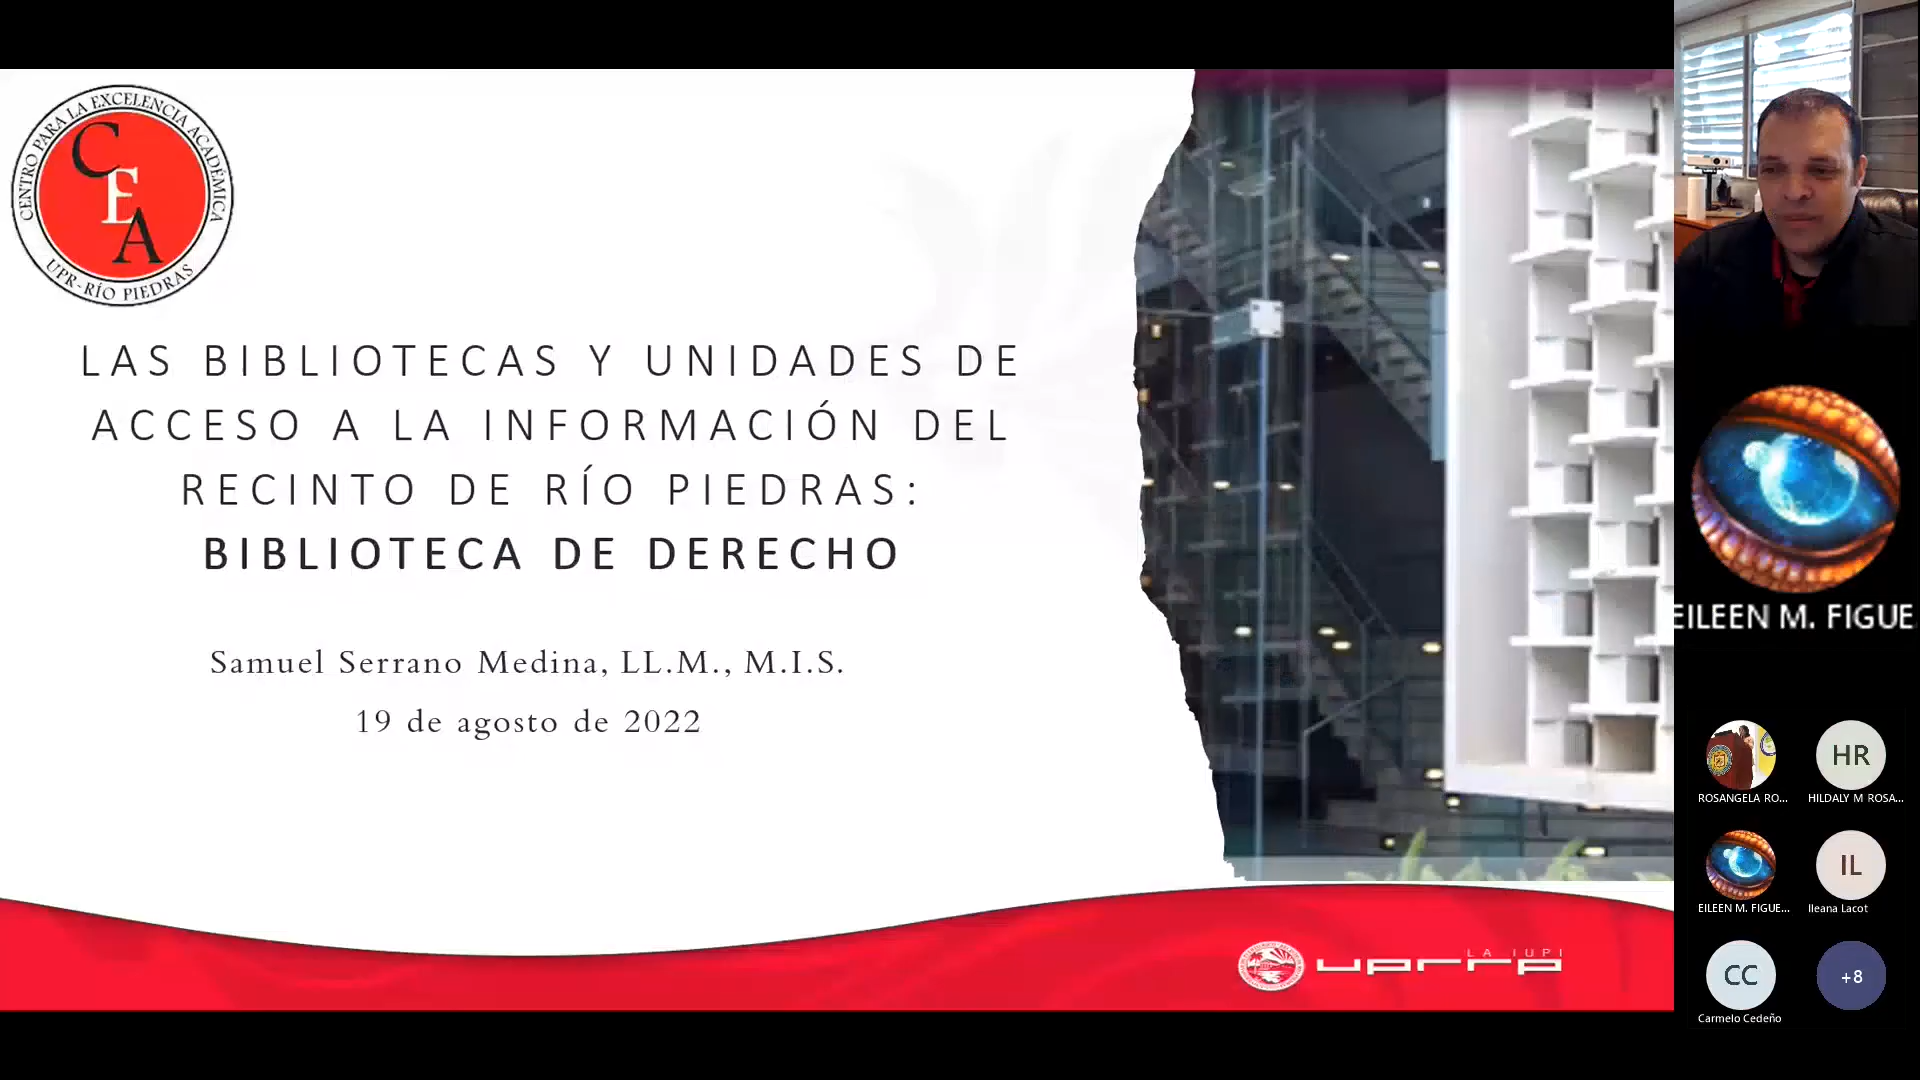 CENTRO PARA LA EXCELENCIA ACADÉMICA
CEA
UPR-RÍO PIEDRAS
LAS BIBLIOTECAS Y UNIDADES DE
ACCESO A LA INFORMACIÓN DEL
RECINTO DE RÍO PIEDRAS:
BIBLIOTECA DE DERECHO
Samuel Serrano Medina, LL.M., M.I.S.
19 de agosto de 2022
LA IUPI
uprrp
EILEEN M. FIGUE
ROSANGELA RO...
HR
HILDALY M ROSA...
EILEEN M. FIGUE...
IL
Ileana Lacot
CC
Carmelo Cedeño
+8